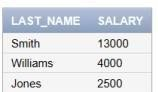 LAST_NAME SALARY
Smith 13000
Williams 4000
Jones 2500